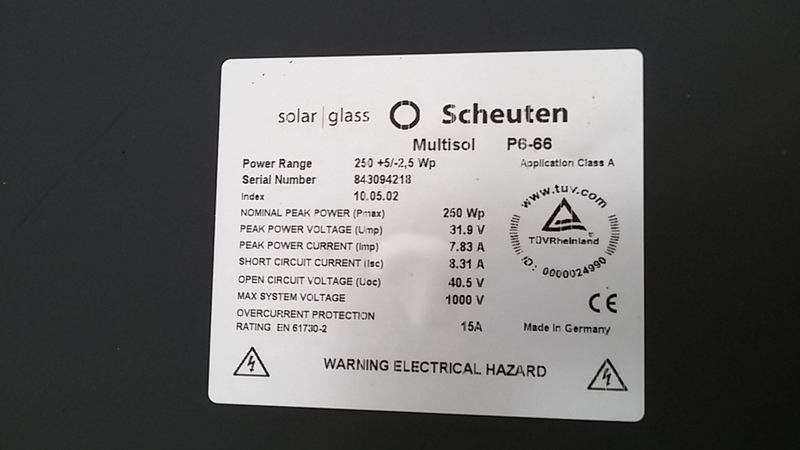 solar | glass Scheuten
Multisol P6-66
Power Range 250 +5/-2,5 Wp Application Class A
Serial Number 843094218
Index 10.05.02
NOMINAL PEAK POWER (Pmax) 250 Wp
PEAK POWER VOLTAGE (Ump) 31.9 V
PEAK POWER CURRENT (Imp) 7.83 A
SHORT CIRCUIT CURRENT (Isc) 8.31 A
OPEN CIRCUIT VOLTAGE (Uoc) 40.5 V
MAX SYSTEM VOLTAGE 1000 V
OVERCURRENT PROTECTION
RATING EN 61730-2 15A
www.tuv.com
TÜVRheinland
ID: 0000024990
CE
Made in Germany
WARNING ELECTRICAL HAZARD